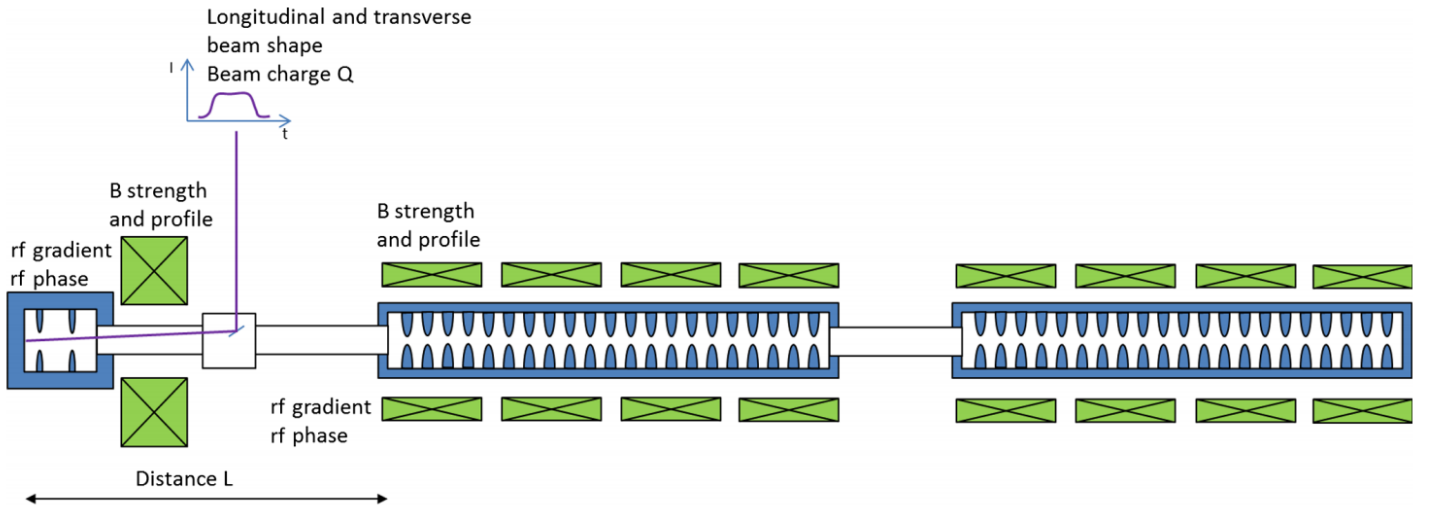 Longitudinal and transverse
beam shape
Beam charge Q
I
t
B strength
and profile
rf gradient
rf phase
B strength
and profile
rf gradient
rf phase
Distance L